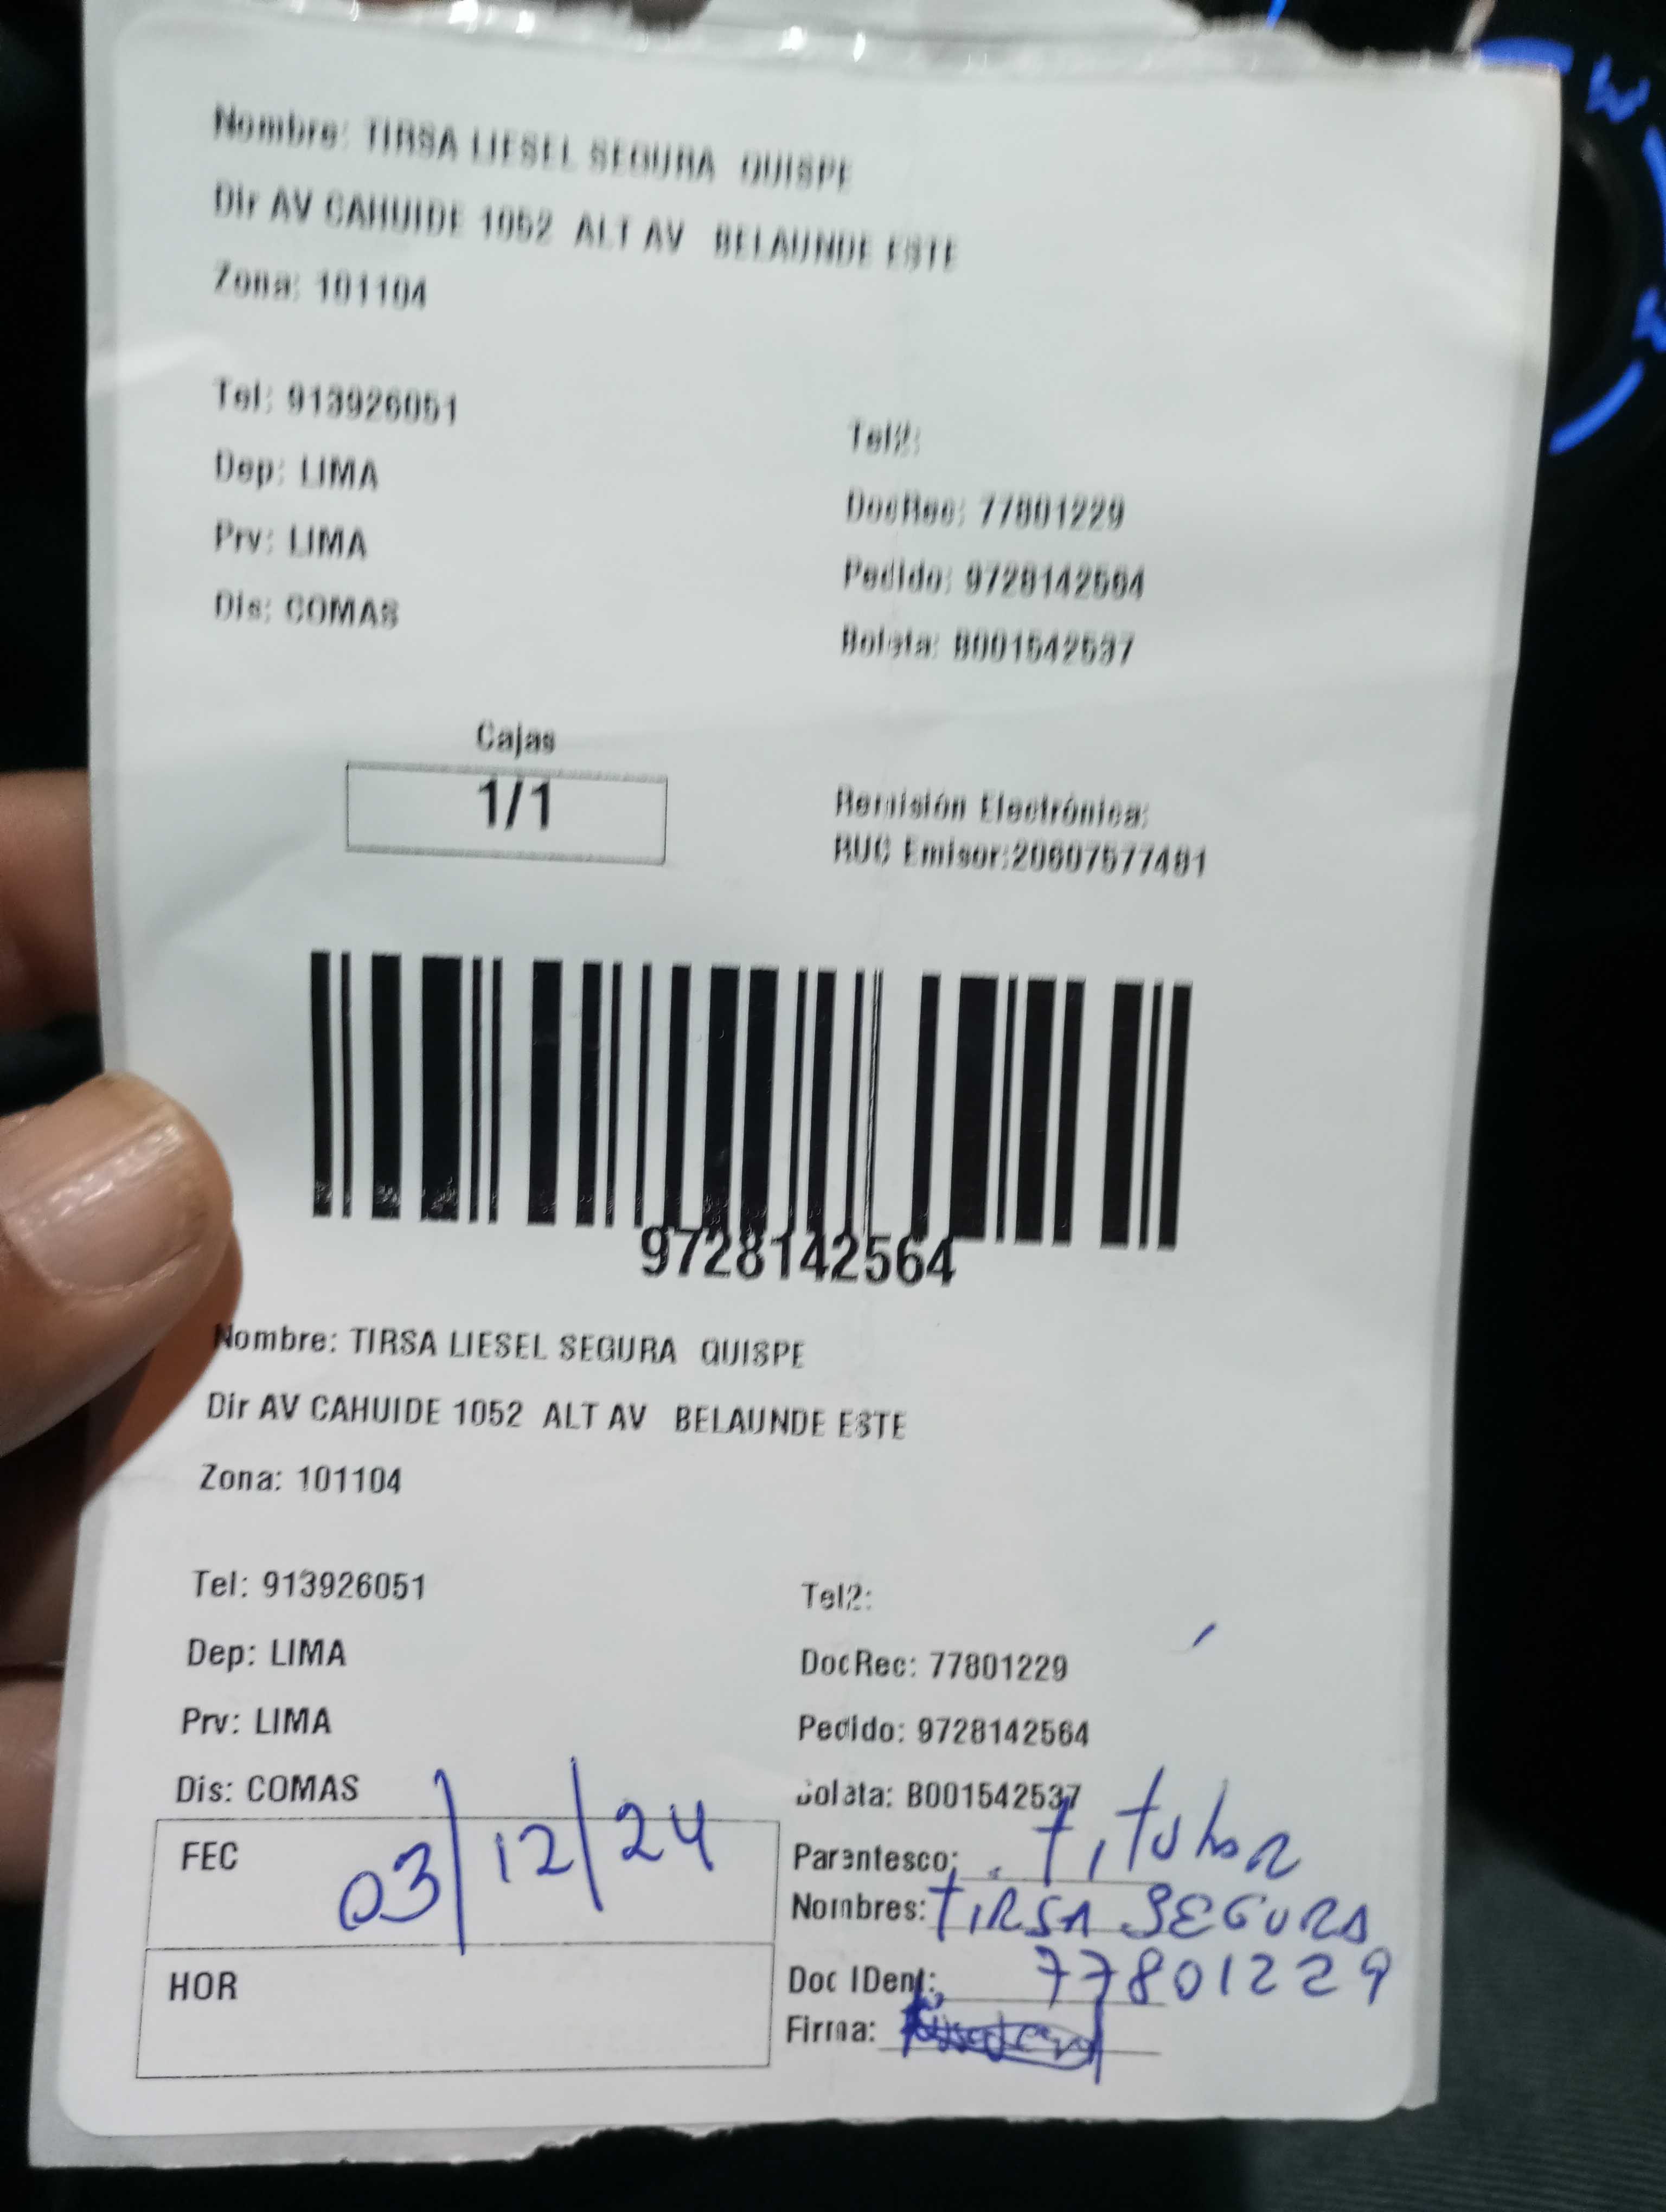 Nombre: TIRSA LIESEL SEGURA QUISPE
Dir AV CAHUIDE 1052 ALT AV BELAUNDE ESTE
Zona: 101104
Tel: 913926051
Tel2:
Dep: LIMA
DocRec: 77801229
Prv: LIMA
Pedido: 9728142564
Dis: COMAS
Boleta: B001542537
Cajas
1/1
Remisión Electrónica:
RUC Emisor:20607577481
9728142564
Nombre: TIRSA LIESEL SEGURA QUISPE
Dir AV CAHUIDE 1052 ALT AV BELAUNDE ESTE
Zona: 101104
Tel: 913926051
Tel2:
Dep: LIMA
DocRec: 77801229
Prv: LIMA
Pedido: 9728142564
Dis: COMAS
Boleta: B001542537
FEC 03/12/24
Parentesco: titular
Nombres: TIRSA SEGURA
HOR
Doc IDent: 77801229
Firma: